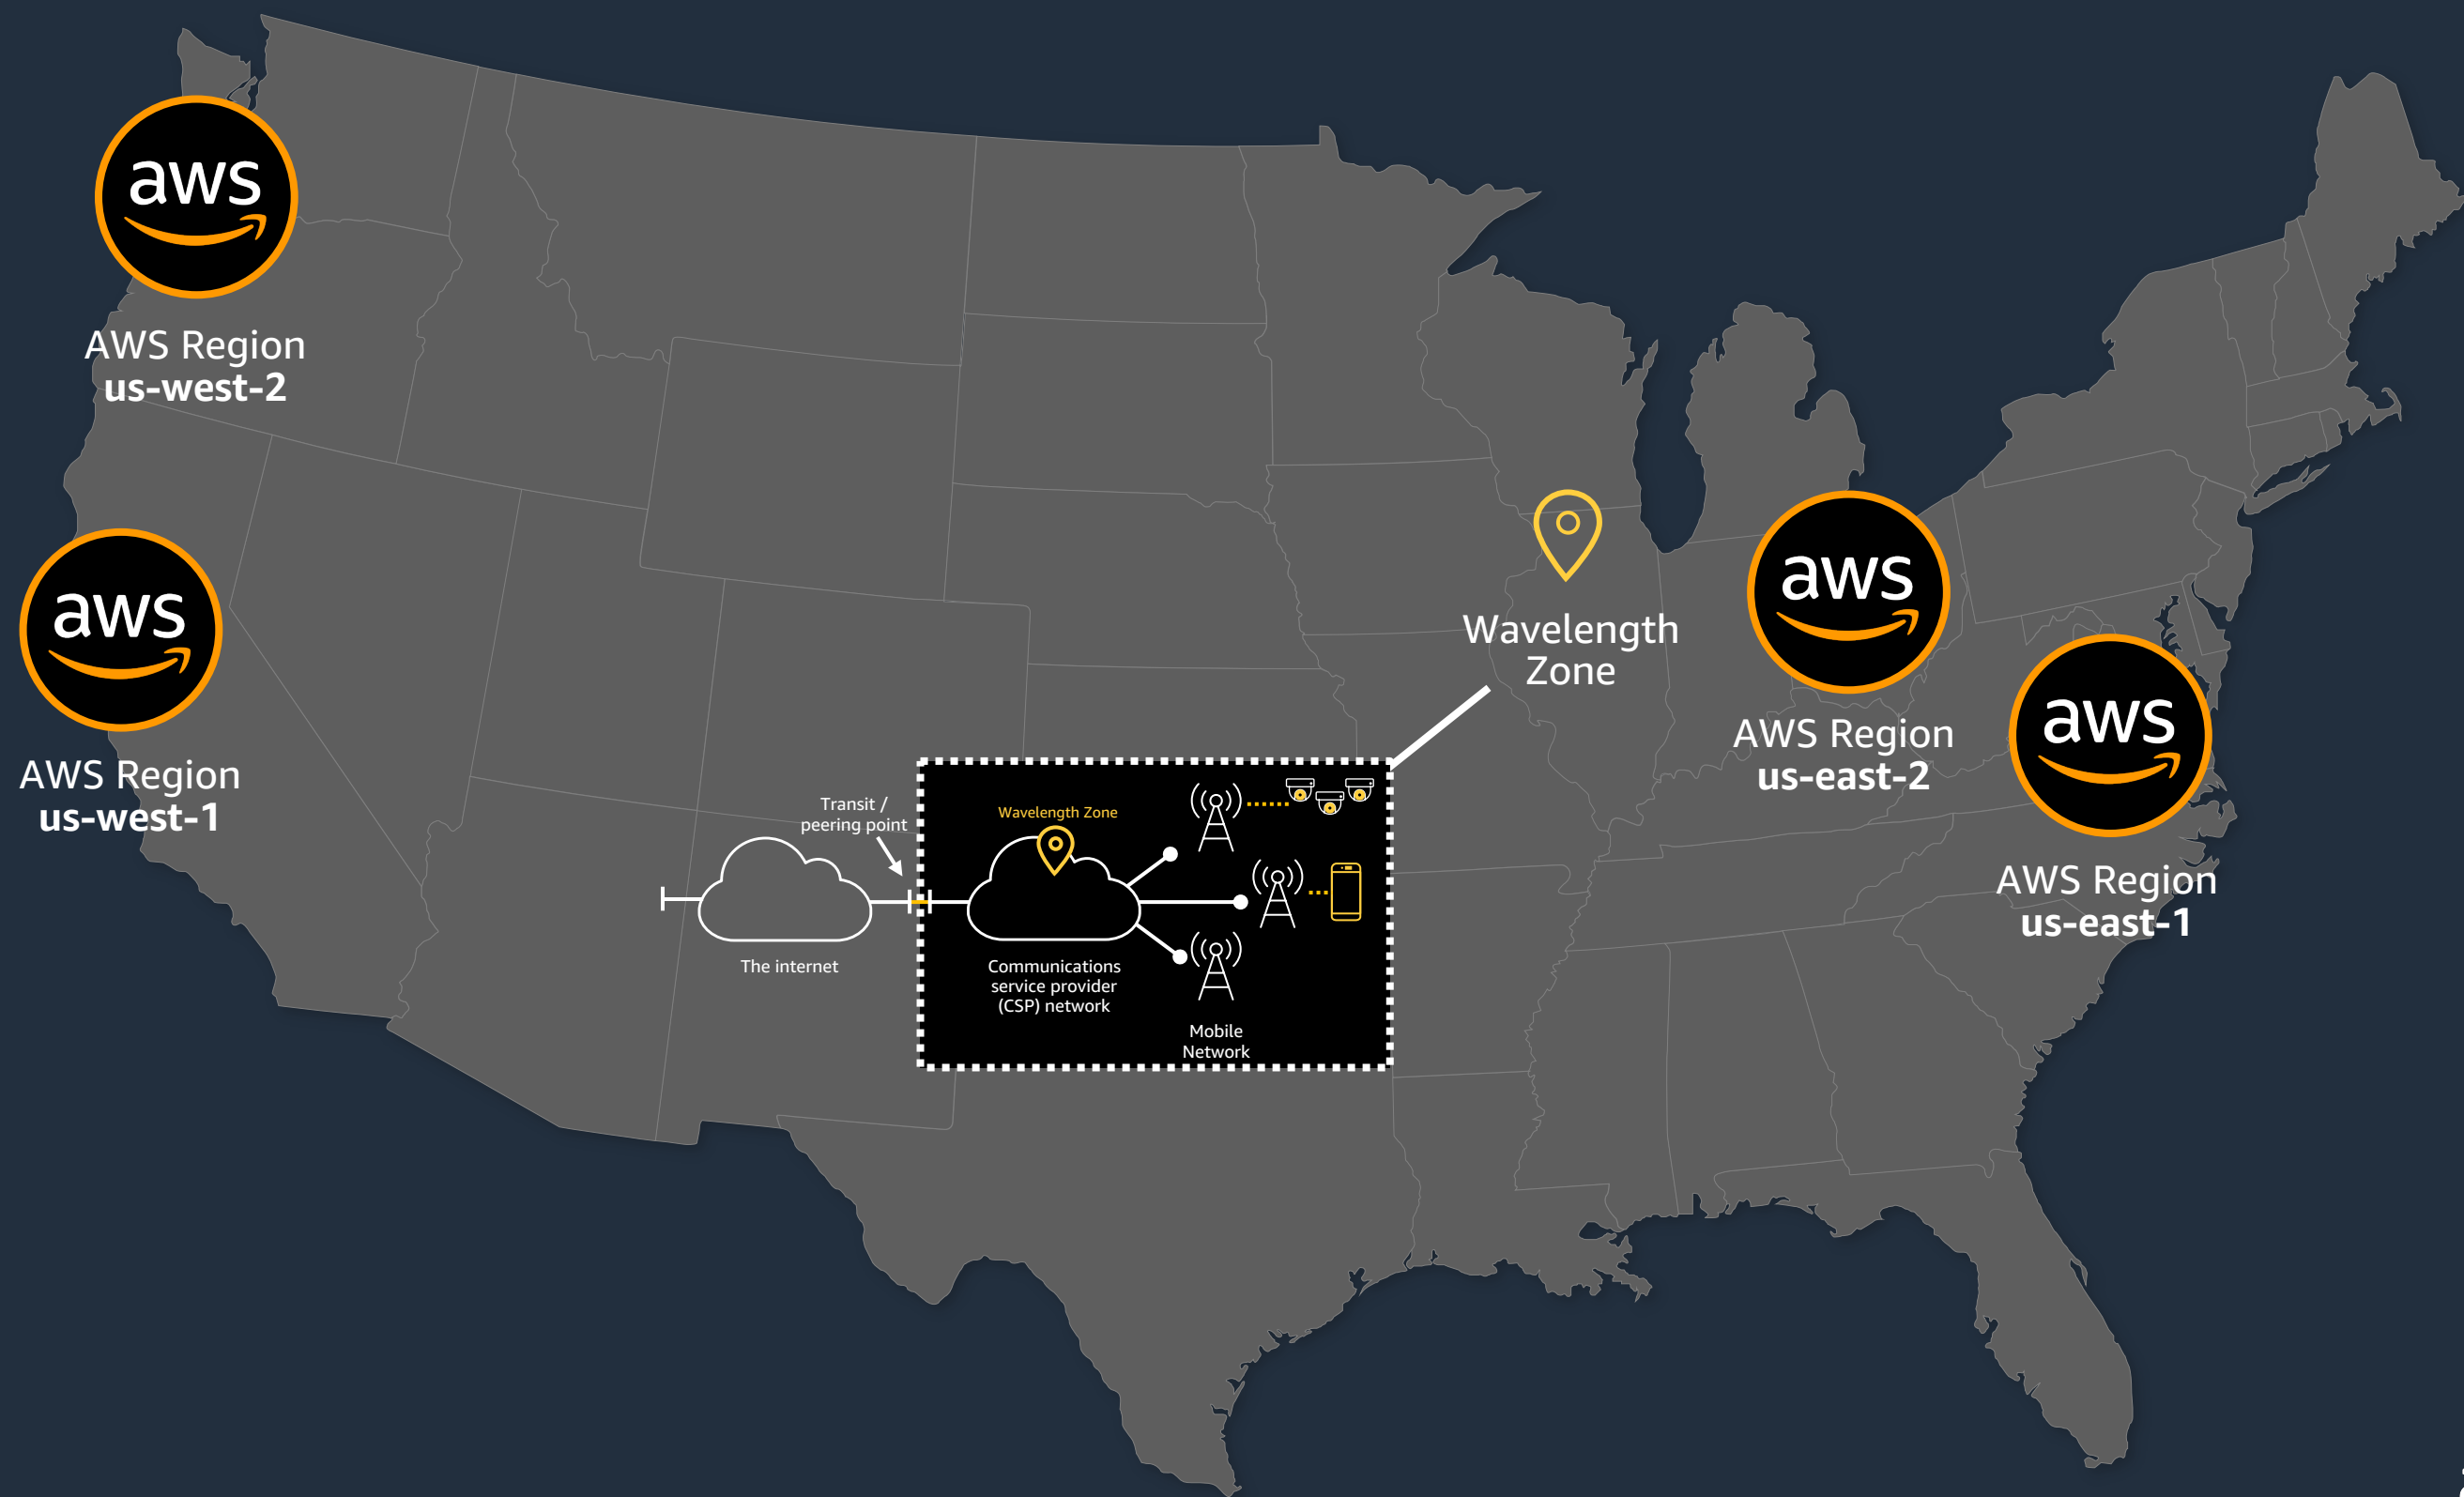 aws
AWS Region
us-west-2
aws
AWS Region
us-west-1
Wavelength
Zone
aws
AWS Region
us-east-2
aws
AWS Region
us-east-1
Transit /
peering point
Wavelength Zone
The internet
Communications
service provider
(CSP) network
Mobile
Network